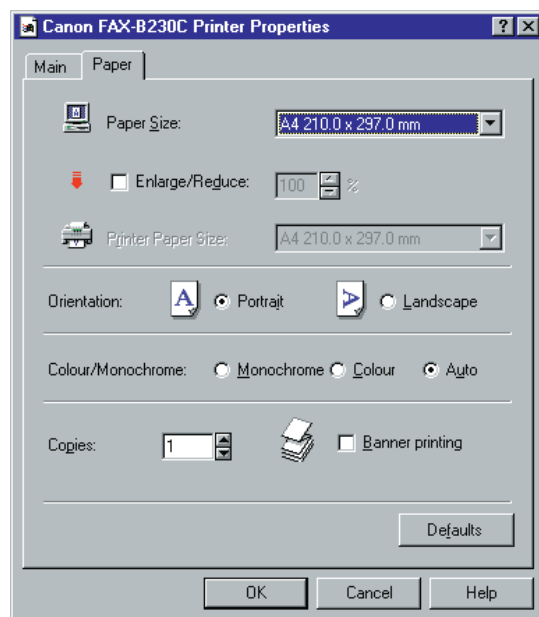 Canon FAX-B230C Printer Properties
Main Paper
Paper Size: A4 210.0 x 297.0 mm
Enlarge/Reduce: 100 %
Printer Paper Size: A4 210.0 x 297.0 mm
Orientation: A Portrait A Landscape
Colour/Monochrome: Monochrome Colour Auto
Copies: 1 Banner printing
Defaults
OK Cancel Help